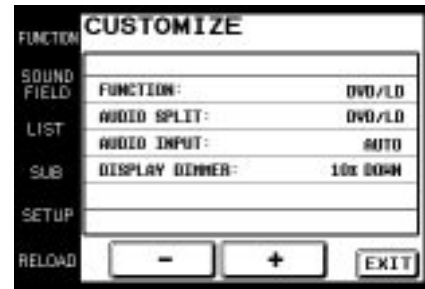 CUSTOMIZE
FUNCTION
SOUND
FIELD
LIST
SUB
SETUP
RELOAD
FUNCTION: DVD/LD
AUDIO SPLIT: DVD/LD
AUDIO INPUT: AUTO
DISPLAY DIMMER: 10% DOWN
- +
EXIT